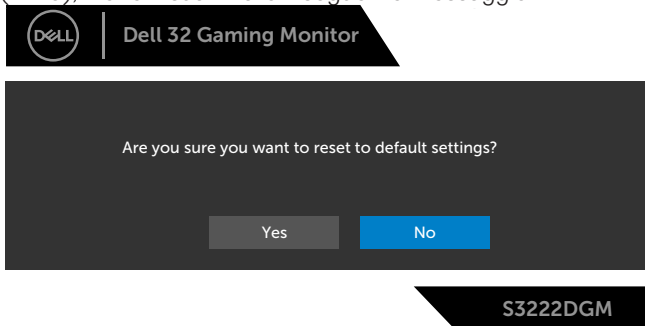 DELL
Dell 32 Gaming Monitor
Are you sure you want to reset to default settings?
Yes No
S3222DGM